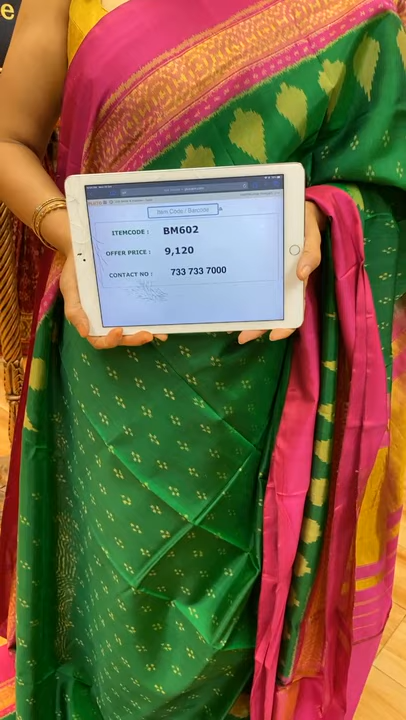 e
Item Code / Barcode
ITEMCODE : BM602
OFFER PRICE : 9,120
CONTACT NO : 733 733 7000